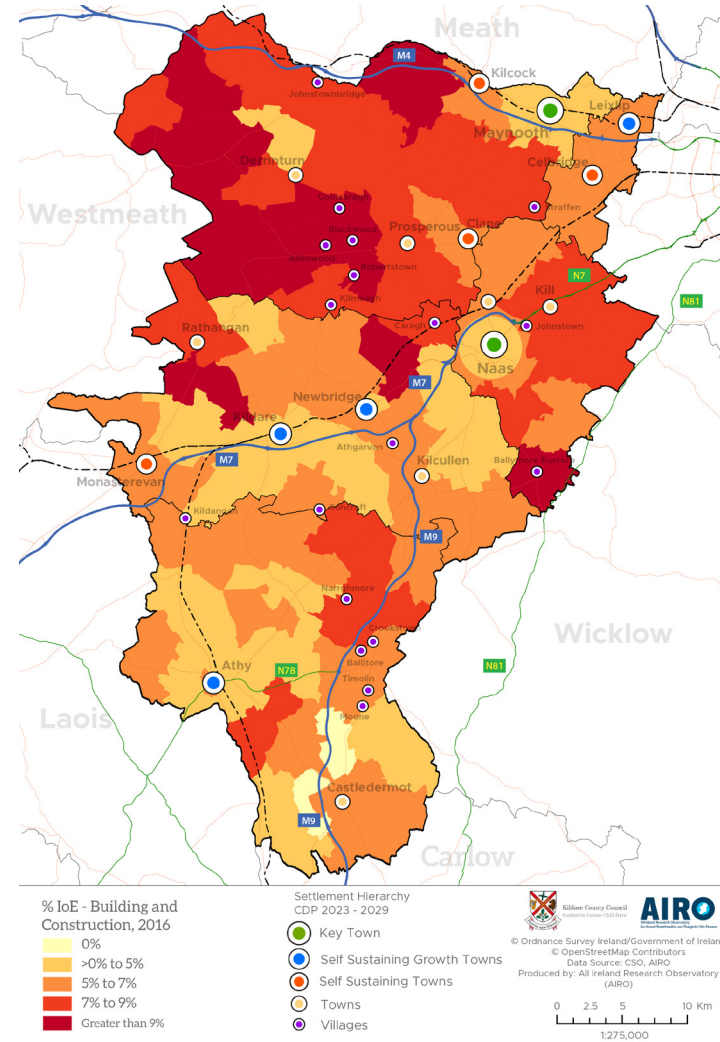 Meath
M4
Kilcock
Johnstownbridge
Leixlip
Maynooth
Derrinturn
Celbridge
Westmeath
Coill Dubh
Straffen
Prosperous
Clane
Blackwood
Allenwood
Robertstown
N7
Kilmeagh
Kill
N81
Caragh
Johnstown
Rathangan
Naas
M7
Newbridge
Kildare
Athgarvan
M7
Kilcullen
Ballymore Eustace
Monasterevan
Kildangan
Suncroft
M9
Narraghmore
Crookstown
Wicklow
Ballitore
Athy
N78
N81
Timolin
Laois
Moone
Castledermot
M9
Carlow
% IoE - Building and
Construction, 2016
0%
>0% to 5%
5% to 7%
7% to 9%
Greater than 9%
Settlement Hierarchy
CDP 2023 - 2029
Key Town
Self Sustaining Growth Towns
Self Sustaining Towns
Towns
Villages
Kildare County Council
AIRO
© Ordnance Survey Ireland/Government of Irelan
© OpenStreetMap Contributors
Data Source: CSO, AIRO
Produced by: All Ireland Research Observatory
(AIRO)
0 2.5 5 10 Km
1:275,000